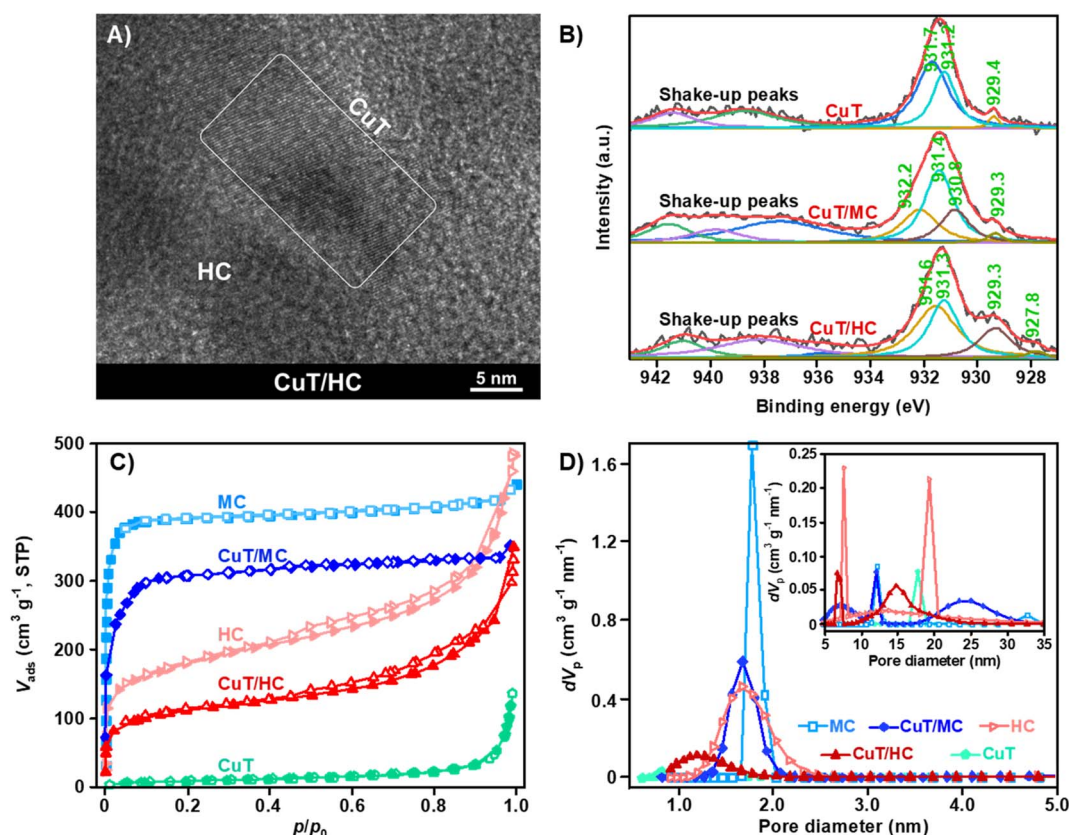 A)
CuT
HC
CuT/HC
5 nm
B)
Intensity (a.u.)
Shake-up peaks
CuT
931.7
931.2
929.4
Shake-up peaks
CuT/MC
932.2
931.4
930.8
929.3
Shake-up peaks
CuT/HC
931.6
931.3
929.3
927.8
942 940 938 936 934 932 930 928
Binding energy (eV)
C)
Vads (cm³ g⁻¹, STP)
500
400
300
200
100
0
MC
CuT/MC
HC
CuT/HC
CuT
0 0.2 0.4 0.6 0.8 1.0
p/p₀
D)
dVp (cm³ g⁻¹ nm⁻¹)
1.6
1.2
0.8
0.4
0
dVp (cm³ g⁻¹ nm⁻¹)
0.25
0.20
0.15
0.10
0.05
0
5 10 15 20 25 30 35
Pore diameter (nm)
MC CuT/MC HC
CuT/HC CuT
1.0 2.0 3.0 4.0 5.0
Pore diameter (nm)